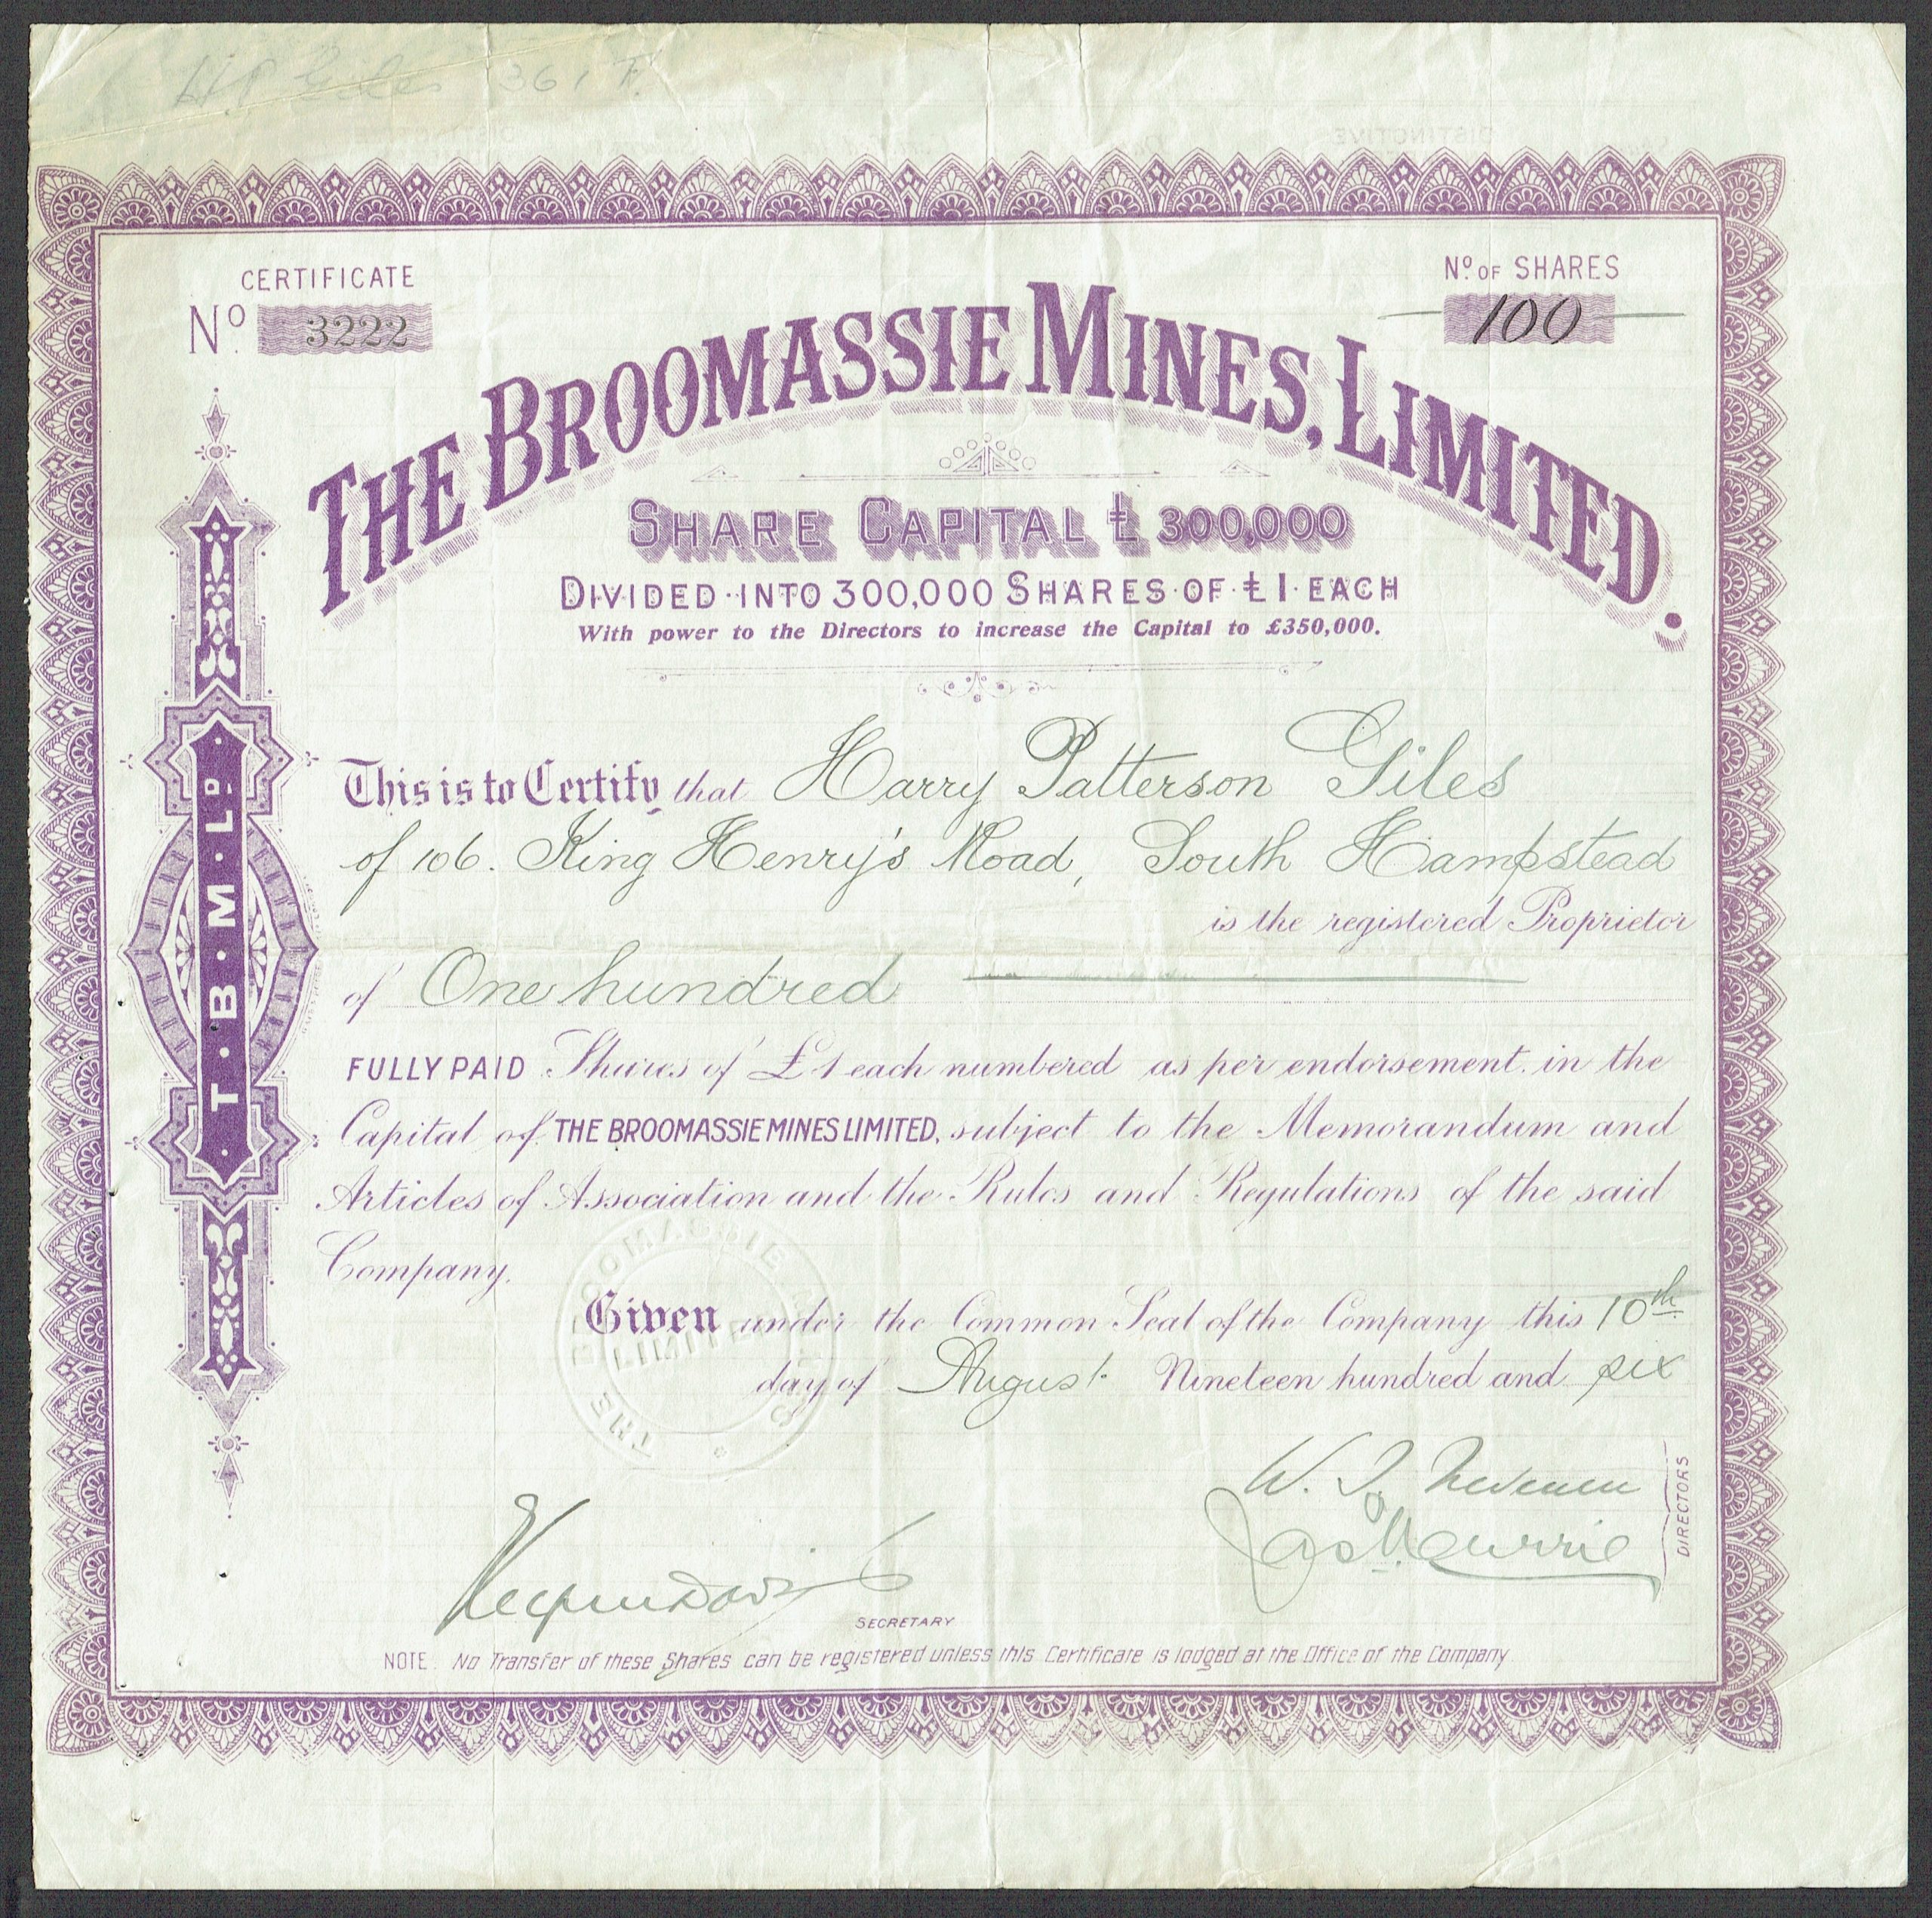 H P Giles 361 F.
CERTIFICATE
No. 3222
No. OF SHARES
100
THE BROOMASSIE MINES, LIMITED.
SHARE CAPITAL £300,000
DIVIDED·INTO 300,000 SHARES·OF·£1·EACH
With power to the Directors to increase the Capital to £350,000.
T·B·M·LD
This is to Certify that Harry Patterson Giles
of 106. King Henry's Road, South Hampstead
is the registered Proprietor
of One hundred
FULLY PAID Shares of £1 each numbered as per endorsement in the
Capital of THE BROOMASSIE MINES LIMITED, subject to the Memorandum and
Articles of Association and the Rules and Regulations of the said
Company.
Given under the Common Seal of the Company this 10th
day of August Nineteen hundred and six
THE BROOMASSIE
LIMITED
W.
Currie
DIRECTORS
SECRETARY
NOTE. No Transfer of these Shares can be registered unless this Certificate is lodged at the Office of the Company